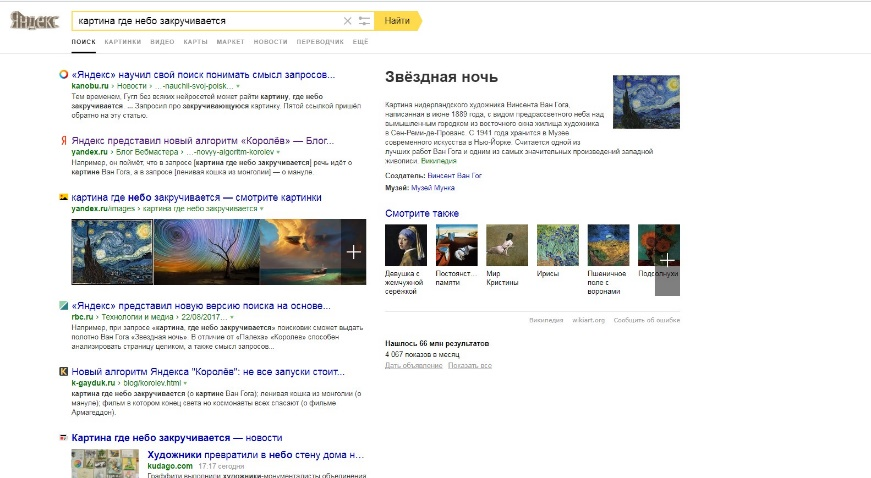 Яндекс
картина где небо закручивается
Найти
ПОИСК КАРТИНКИ ВИДЕО КАРТЫ МАРКЕТ НОВОСТИ ПЕРЕВОДЧИК ЕЩЁ
«Яндекс» научил свой поиск понимать смысл запросов...
kanobu.ru › Новости › ...-nauchil-svoj-poisk...
Тем временем, Гугл без всяких нейросетей может найти картину, где небо
закручивается. ... Запросил про закручивающуюся картинку. Пятой ссылкой пришёл
обратно на эту статью.
Яндекс представил новый алгоритм «Королёв» — Блог...
yandex.ru › Блог Вебмастера › ...-novyy-algoritm-korolev
Например, он поймёт, что в запросе [картина где небо закручивается] речь идёт о
картине Ван Гога, а в запросе [ленивая кошка из монголии] — о мануле.
картина где небо закручивается — смотрите картинки
yandex.ru/images › картина где небо закручивается
«Яндекс» представил новую версию поиска на основе...
rbc.ru › Технологии и медиа › 22/08/2017...
Например, при запросе «картина, где небо закручивается» поисковик сможет выдать
полотно Ван Гога «Звездная ночь». В отличие от «Палеха» «Королев» способен
анализировать страницу целиком, а также смысл запросов...
Новый алгоритм Яндекса "Королёв": не все запуски стоит...
k-gayduk.ru › blog/korolev.html
картина где небо закручивается (о картине Ван Гога); ленивая кошка из монголии (о
мануле); фильм в котором конец света но космонавты всех спасают (о фильме
Армагеддон).
Картина где небо закручивается — новости
Художники превратили в небо стену дома н...
kudago.com 17:17 сегодня
Граффити выполнили художники-монументалисты объединения
Звёздная ночь
Картина нидерландского художника Винсента Ван Гога,
написанная в июне 1889 года, с видом предрассветного неба над
вымышленным городком из восточного окна жилища художника
в Сен-Реми-де-Прованс. С 1941 года хранится в Музее
современного искусства в Нью-Йорке. Считается одной из
лучших работ Ван Гога и одним из самых значительных произведений западной
живописи. Википедия
Создатель: Винсент Ван Гог
Музей: Музей Мунка
Смотрите также
Девушка с
жемчужной
сережкой
Постоянст...
памяти
Мир
Кристины
Ирисы
Пшеничное
поле с
воронами
Подсолнухи
Википедия wikiart.org Сообщить об ошибке
Нашлось 66 млн результатов
4 067 показов в месяц
Дать объявление Показать все